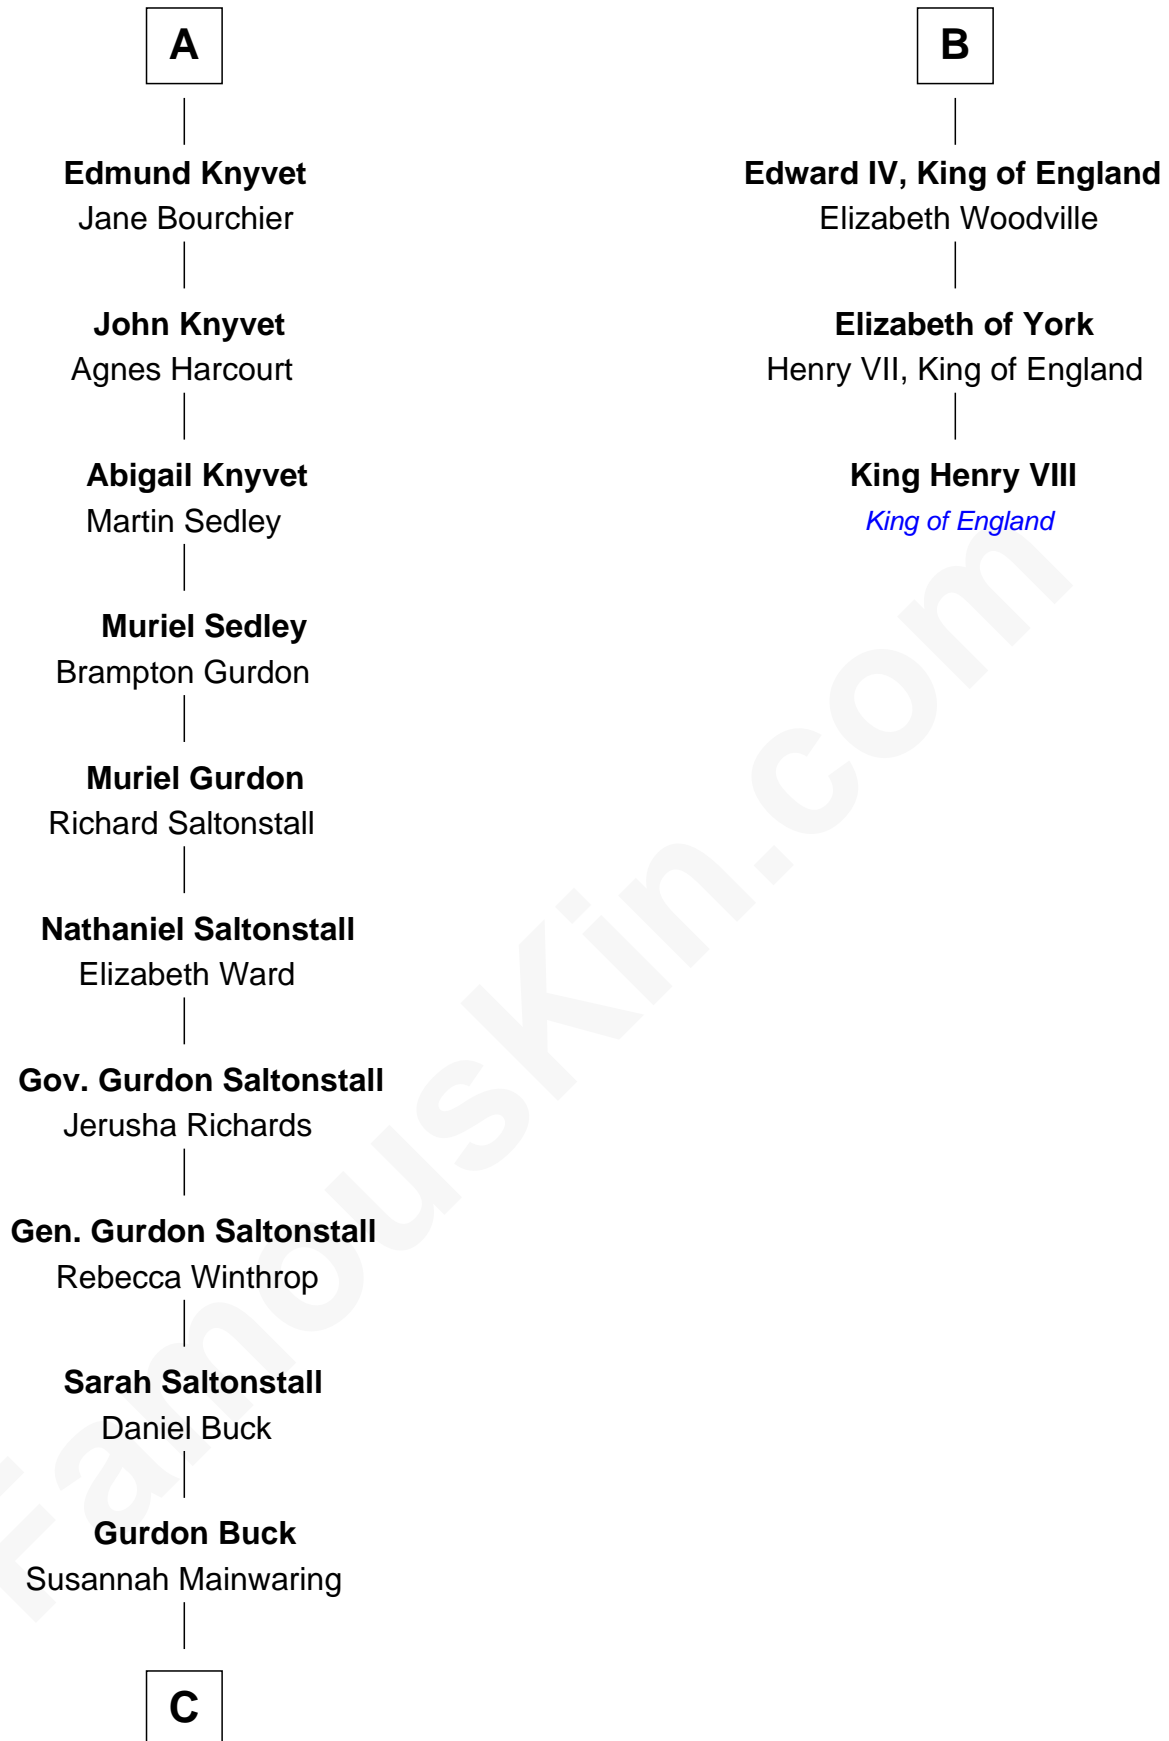 A
Edmund Knyvet
Jane Bourchier
John Knyvet
Agnes Harcourt
Abigail Knyvet
Martin Sedley
Muriel Sedley
Brampton Gurdon
Muriel Gurdon
Richard Saltonstall
Nathaniel Saltonstall
Elizabeth Ward
Gov. Gurdon Saltonstall
Jerusha Richards
Gen. Gurdon Saltonstall
Rebecca Winthrop
Sarah Saltonstall
Daniel Buck
Gurdon Buck
Susannah Mainwaring
C
B
Edward IV, King of England
Elizabeth Woodville
Elizabeth of York
Henry VII, King of England
King Henry VIII
King of England
FamousKin.com